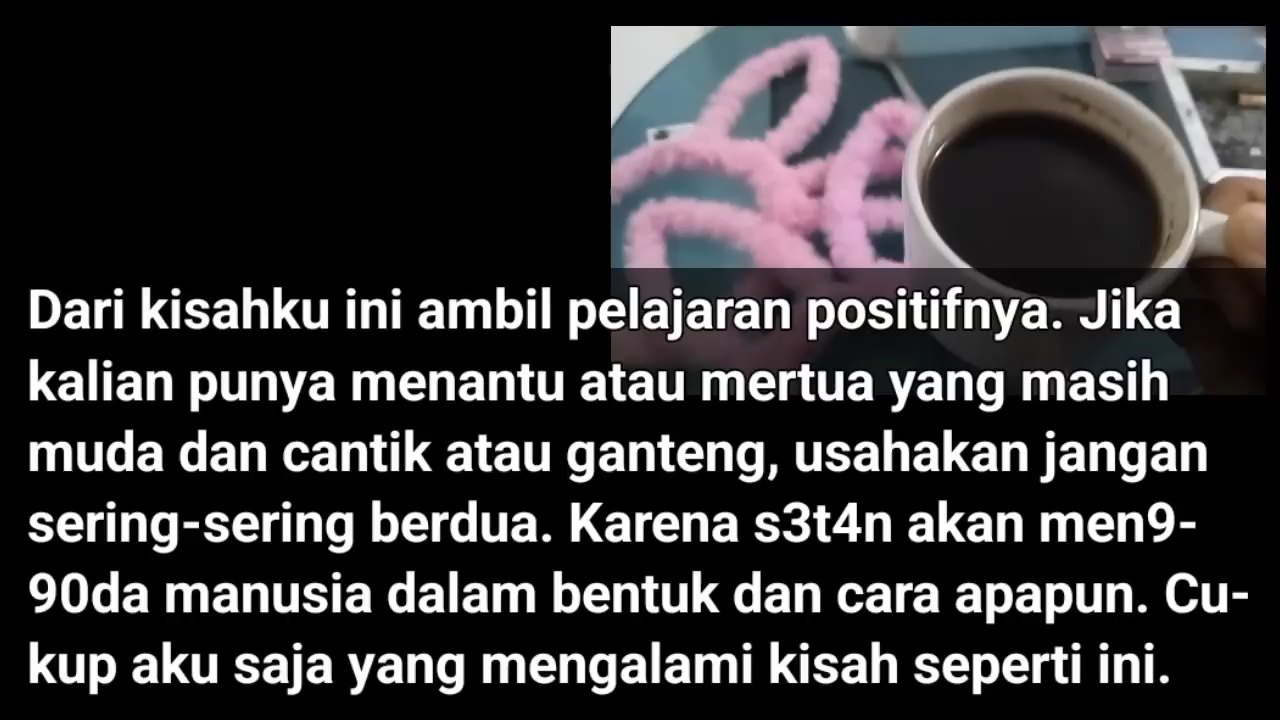 Dari kisahku ini ambil pelajaran positifnya. Jika
kalian punya menantu atau mertua yang masih
muda dan cantik atau ganteng, usahakan jangan
sering-sering berdua. Karena s3t4n akan men9-
90da manusia dalam bentuk dan cara apapun. Cu-
kup aku saja yang mengalami kisah seperti ini.